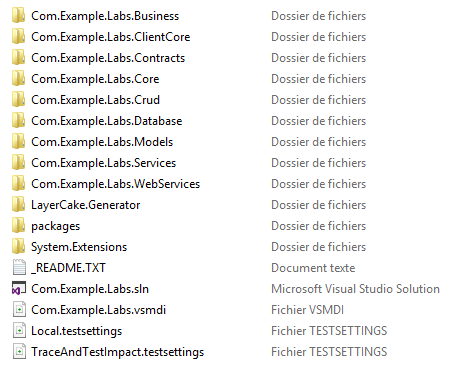 Com.Example.Labs.Business Dossier de fichiers
Com.Example.Labs.ClientCore Dossier de fichiers
Com.Example.Labs.Contracts Dossier de fichiers
Com.Example.Labs.Core Dossier de fichiers
Com.Example.Labs.Crud Dossier de fichiers
Com.Example.Labs.Database Dossier de fichiers
Com.Example.Labs.Models Dossier de fichiers
Com.Example.Labs.Services Dossier de fichiers
Com.Example.Labs.WebServices Dossier de fichiers
LayerCake.Generator Dossier de fichiers
packages Dossier de fichiers
System.Extensions Dossier de fichiers
_README.TXT Document texte
Com.Example.Labs.sln Microsoft Visual Studio Solution
Com.Example.Labs.vsmdi Fichier VSMDI
Local.testsettings Fichier TESTSETTINGS
TraceAndTestImpact.testsettings Fichier TESTSETTINGS